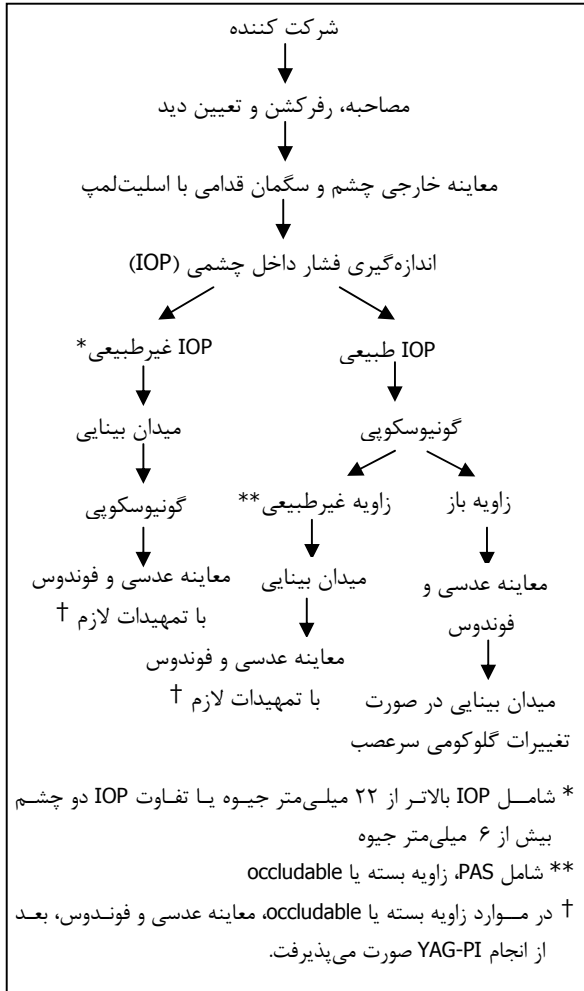 شرکت کننده
مصاحبه، رفرکشن و تعیین دید
معاینه خارجی چشم و سگمان قدامی با اسلیت‌لمپ
اندازه‌گیری فشار داخل چشمی (IOP)
IOP طبیعی
IOP غیرطبیعی*
گونیوسکوپی
میدان بینایی
زاویه باز
زاویه غیرطبیعی**
گونیوسکوپی
معاینه عدسی و
فوندوس
میدان بینایی
معاینه عدسی و فوندوس
با تمهیدات لازم †
معاینه عدسی و فوندوس
با تمهیدات لازم †
میدان بینایی در صورت
تغییرات گلوکومی سرعصب
* شامل IOP بالاتر از ۲۲ میلی‌متر جیوه یا تفاوت IOP دو چشم
بیش از ۶ میلی‌متر جیوه
** شامل PAS، زاویه بسته یا occludable
† در موارد زاویه بسته یا occludable، معاینه عدسی و فوندوس، بعد
از انجام YAG-PI صورت می‌پذیرفت.